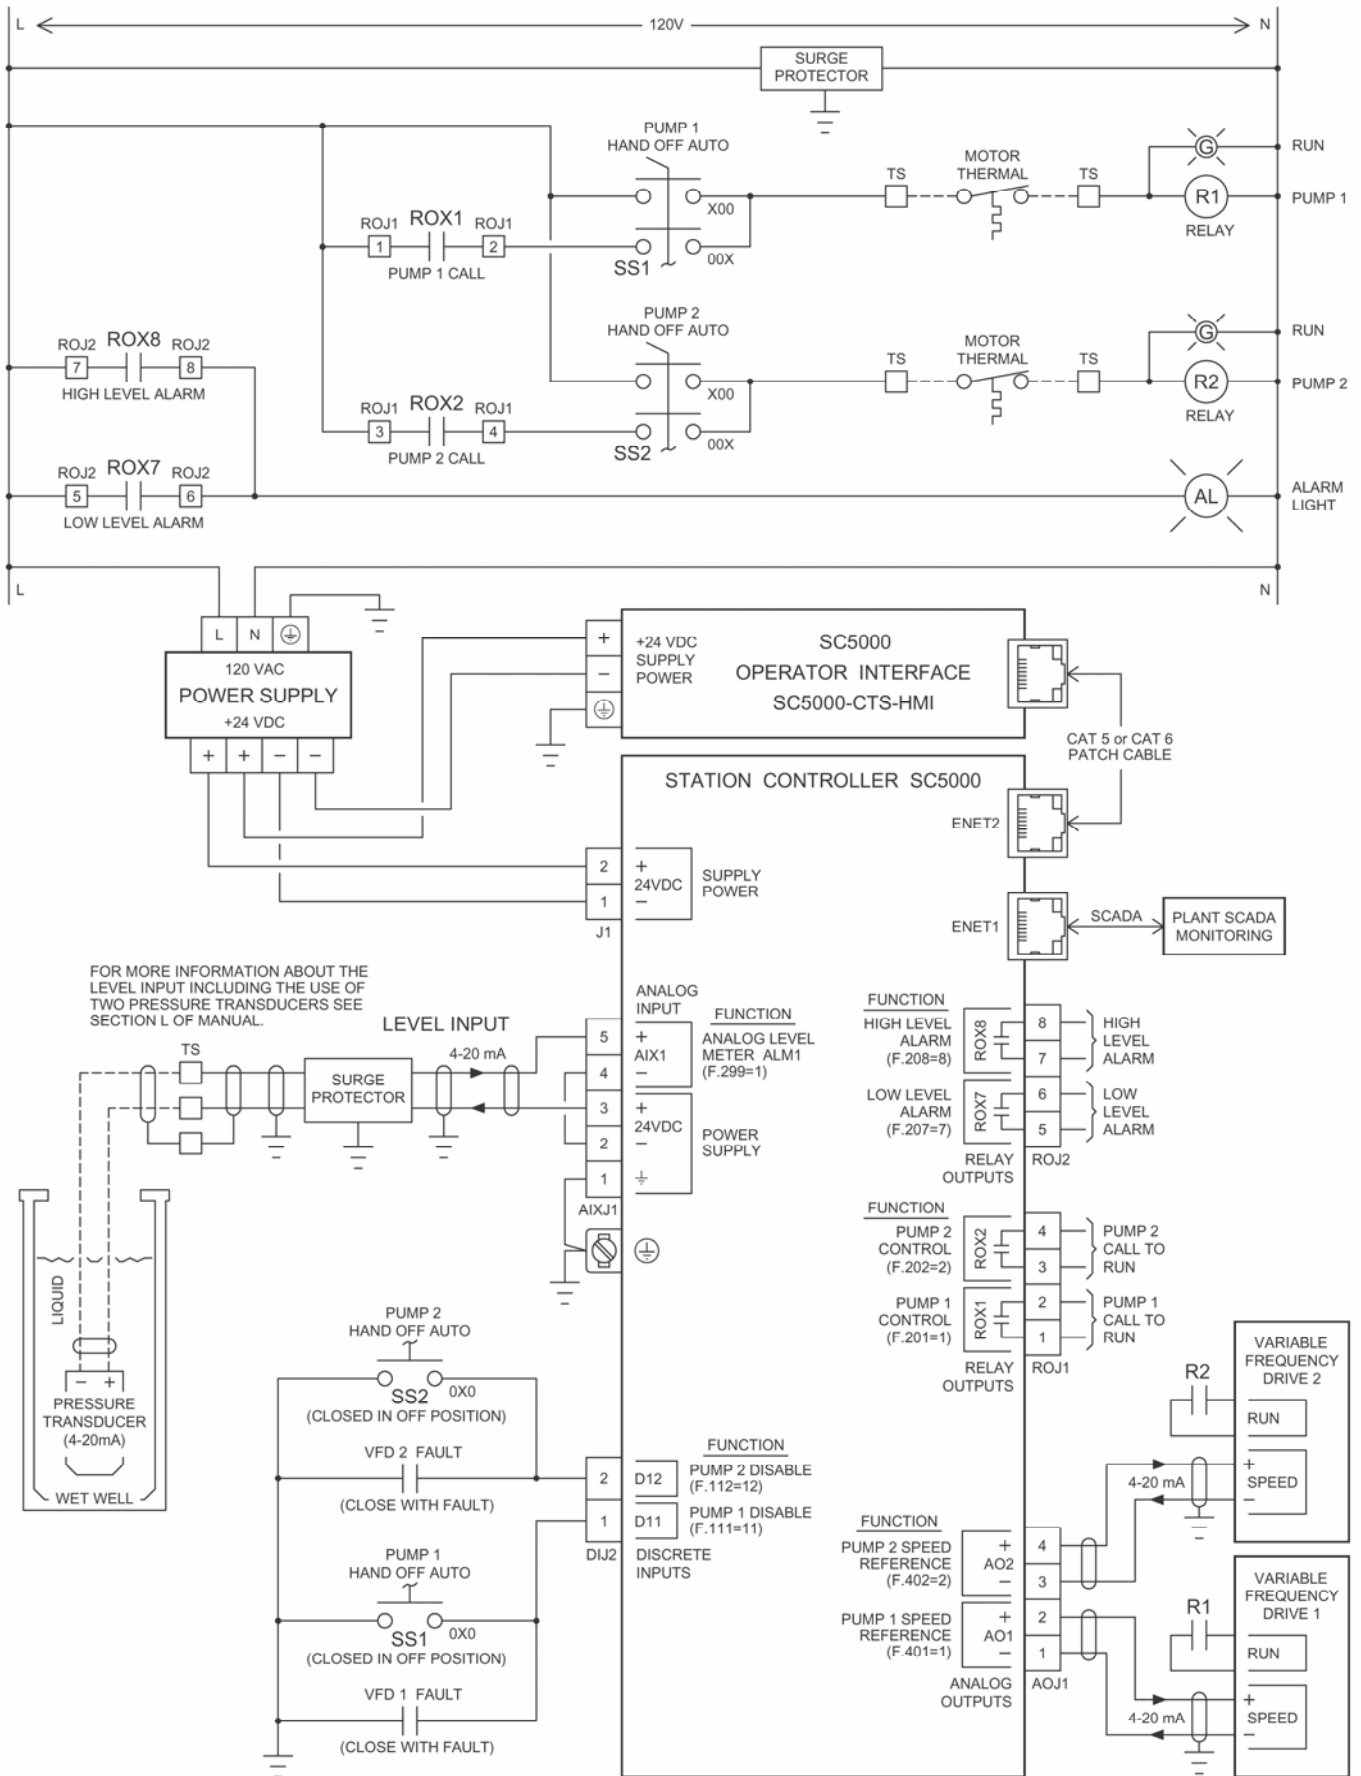 L
120V
N
SURGE
PROTECTOR
PUMP 1
HAND OFF AUTO
X00
00X
SS1
ROJ1
ROX1
ROJ1
1
2
PUMP 1 CALL
TS
MOTOR
THERMAL
TS
G
RUN
R1
PUMP 1
RELAY
PUMP 2
HAND OFF AUTO
X00
00X
SS2
ROJ1
ROX2
ROJ1
3
4
PUMP 2 CALL
TS
MOTOR
THERMAL
TS
G
RUN
R2
PUMP 2
RELAY
ROJ2
ROX8
ROJ2
7
8
HIGH LEVEL ALARM
ROJ2
ROX7
ROJ2
5
6
LOW LEVEL ALARM
AL
ALARM
LIGHT
L
N
L
N
120 VAC
POWER SUPPLY
+24 VDC
+
+
−
−
+
−
+24 VDC
SUPPLY
POWER
SC5000
OPERATOR INTERFACE
SC5000-CTS-HMI
CAT 5 or CAT 6
PATCH CABLE
STATION CONTROLLER SC5000
ENET2
2
1
+
24VDC
−
J1
SUPPLY
POWER
ENET1
SCADA
PLANT SCADA
MONITORING
FOR MORE INFORMATION ABOUT THE
LEVEL INPUT INCLUDING THE USE OF
TWO PRESSURE TRANSDUCERS SEE
SECTION L OF MANUAL.
LEVEL INPUT
TS
SURGE
PROTECTOR
4-20 mA
ANALOG
INPUT
FUNCTION
5
4
3
2
1
+
AIX1
−
+
24VDC
−
AIXJ1
ANALOG LEVEL
METER ALM1
(F.299=1)
POWER
SUPPLY
FUNCTION
HIGH LEVEL
ALARM
(F.208=8)
ROX8
8
7
HIGH
LEVEL
ALARM
LOW LEVEL
ALARM
(F.207=7)
ROX7
6
5
LOW
LEVEL
ALARM
RELAY
OUTPUTS
ROJ2
FUNCTION
PUMP 2
CONTROL
(F.202=2)
ROX2
4
3
PUMP 2
CALL TO
RUN
PUMP 1
CONTROL
(F.201=1)
ROX1
2
1
PUMP 1
CALL TO
RUN
RELAY
OUTPUTS
ROJ1
LIQUID
− +
PRESSURE
TRANSDUCER
(4-20mA)
WET WELL
PUMP 2
HAND OFF AUTO
SS2
0X0
(CLOSED IN OFF POSITION)
VFD 2 FAULT
(CLOSE WITH FAULT)
PUMP 1
HAND OFF AUTO
SS1
0X0
(CLOSED IN OFF POSITION)
VFD 1 FAULT
(CLOSE WITH FAULT)
FUNCTION
2
D12
PUMP 2 DISABLE
(F.112=12)
1
D11
PUMP 1 DISABLE
(F.111=11)
DIJ2
DISCRETE
INPUTS
FUNCTION
PUMP 2 SPEED
REFERENCE
(F.402=2)
+
AO2
−
4
3
PUMP 1 SPEED
REFERENCE
(F.401=1)
+
AO1
−
2
1
ANALOG
OUTPUTS
AOJ1
VARIABLE
FREQUENCY
DRIVE 2
R2
RUN
4-20 mA
+
SPEED
−
VARIABLE
FREQUENCY
DRIVE 1
R1
RUN
4-20 mA
+
SPEED
−